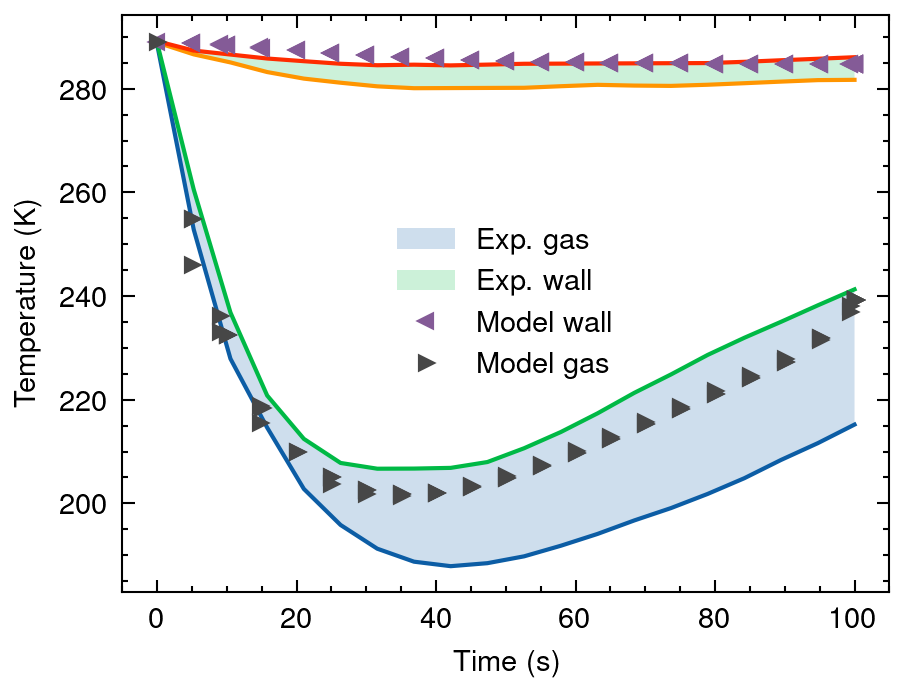 280
260
240
220
200
0 20 40 60 80 100
Temperature (K)
Time (s)
Exp. gas
Exp. wall
Model wall
Model gas